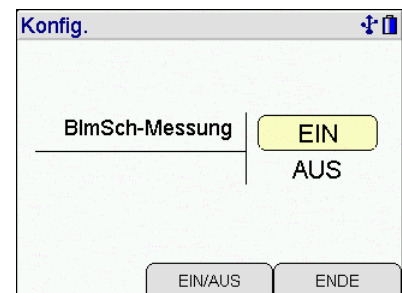 Konfig.
BImSch-Messung
EIN
AUS
EIN/AUS
ENDE